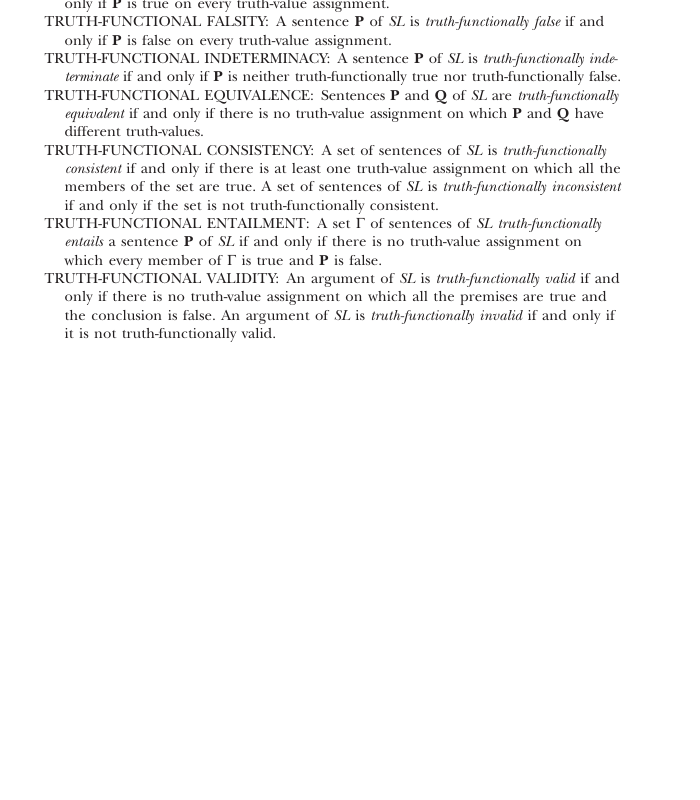 only if P is true on every truth-value assignment.
TRUTH-FUNCTIONAL FALSITY: A sentence P of SL is truth-functionally false if and
only if P is false on every truth-value assignment.
TRUTH-FUNCTIONAL INDETERMINACY: A sentence P of SL is truth-functionally inde-
terminate if and only if P is neither truth-functionally true nor truth-functionally false.
TRUTH-FUNCTIONAL EQUIVALENCE: Sentences P and Q of SL are truth-functionally
equivalent if and only if there is no truth-value assignment on which P and Q have
different truth-values.
TRUTH-FUNCTIONAL CONSISTENCY: A set of sentences of SL is truth-functionally
consistent if and only if there is at least one truth-value assignment on which all the
members of the set are true. A set of sentences of SL is truth-functionally inconsistent
if and only if the set is not truth-functionally consistent.
TRUTH-FUNCTIONAL ENTAILMENT: A set Γ of sentences of SL truth-functionally
entails a sentence P of SL if and only if there is no truth-value assignment on
which every member of Γ is true and P is false.
TRUTH-FUNCTIONAL VALIDITY: An argument of SL is truth-functionally valid if and
only if there is no truth-value assignment on which all the premises are true and
the conclusion is false. An argument of SL is truth-functionally invalid if and only if
it is not truth-functionally valid.